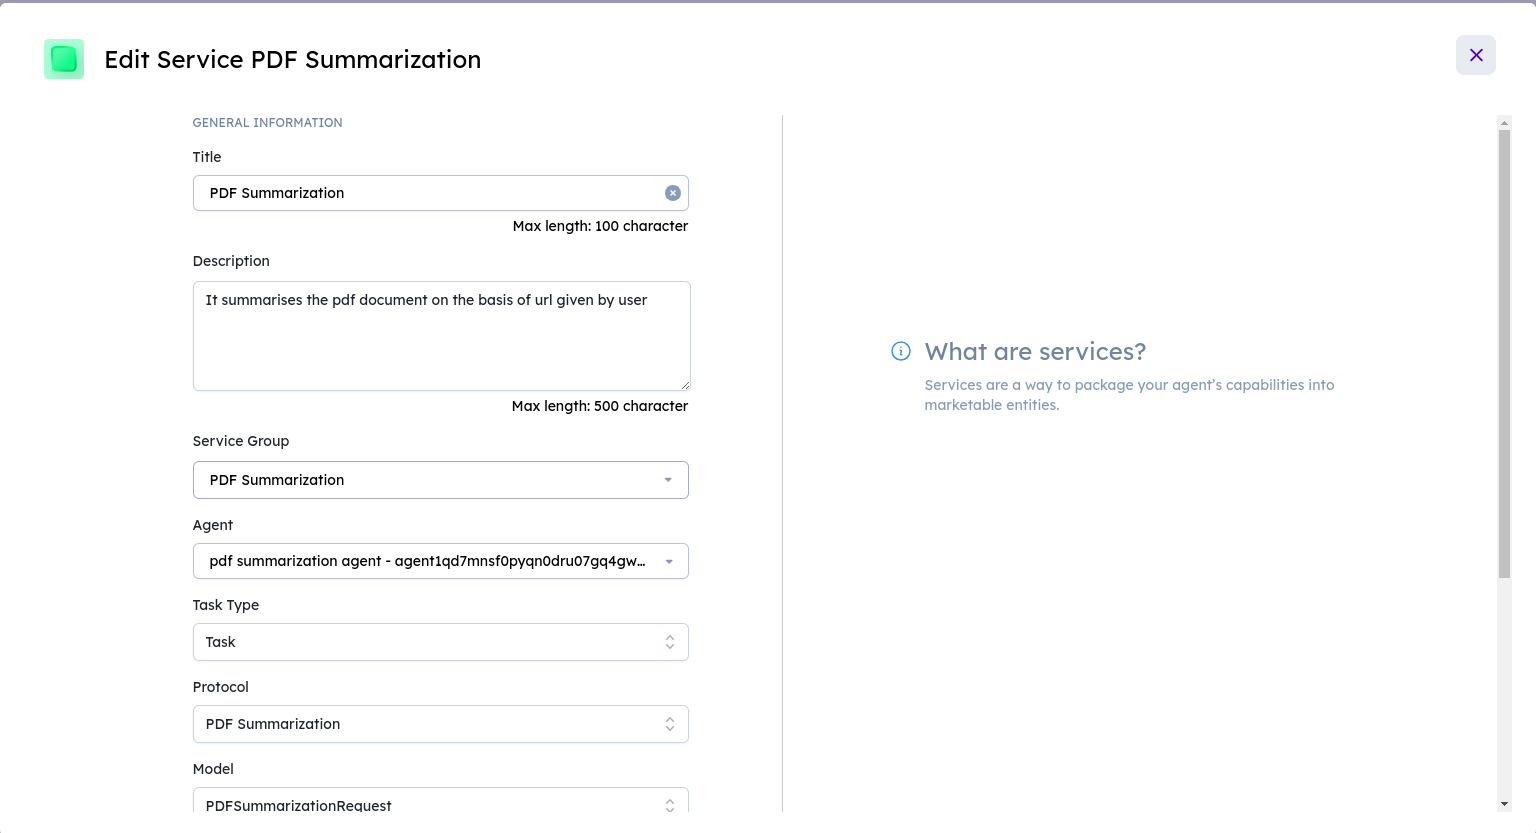 Edit Service PDF Summarization
GENERAL INFORMATION
Title
PDF Summarization
Max length: 100 character
Description
It summarises the pdf document on the basis of url given by user
Max length: 500 character
Service Group
PDF Summarization
Agent
pdf summarization agent - agent1qd7mnsf0pyqn0dru07gq4gw...
Task Type
Task
Protocol
PDF Summarization
Model
PDFSummarizationRequest
What are services?
Services are a way to package your agent's capabilities into
marketable entities.